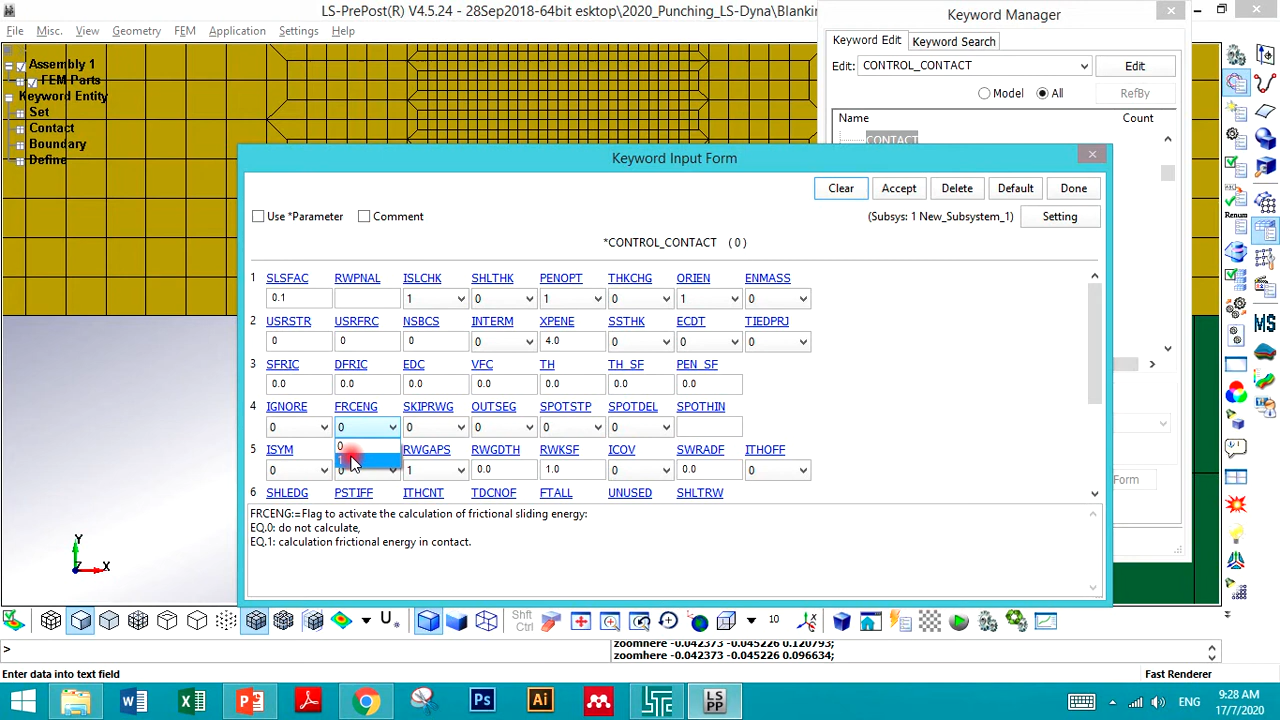 LS-PrePost(R) V4.5.24 - 28Sep2018-64bit esktop\2020_Punching_LS-Dyna\Blankin
File Misc. View Geometry FEM Application Settings Help
Assembly 1
FEM Parts
Keyword Entity
Set
Contact
Boundary
Define
Keyword Manager
Keyword Edit Keyword Search
Edit: CONTROL_CONTACT Edit
Model All RefBy
Name Count
CONTACT
Keyword Input Form
Clear Accept Delete Default Done
Use *Parameter Comment (Subsys: 1 New_Subsystem_1) Setting
*CONTROL_CONTACT (0)
1 SLSFAC RWPNAL ISLCHK SHLTHK PENOPT THKCHG ORIEN ENMASS
0.1 1 0 1 0 1 0
2 USRSTR USRFRC NSBCS INTERM XPENE SSTHK ECDT TIEDPRJ
0 0 0 0 4.0 0 0 0
3 SFRIC DFRIC EDC VFC TH TH_SF PEN_SF
0.0 0.0 0.0 0.0 0.0 0.0 0.0
4 IGNORE FRCENG SKIPRWG OUTSEG SPOTSTP SPOTDEL SPOTHIN
0 0 0 0 0 0
0
5 ISYM RWGAPS RWGDTH RWKSF ICOV SWRADF ITHOFF
0 0 1 0.0 1.0 0 0.0 0
6 SHLEDG PSTIFF ITHCNT TDCNOF FTALL UNUSED SHLTRW
FRCENG:=Flag to activate the calculation of frictional sliding energy:
EQ.0: do not calculate,
EQ.1: calculation frictional energy in contact.
Form
Renum
MS
Y
Z X
Shft
Ctrl
U
10
>
zoomhere -0.042373 -0.045226 0.120793;
zoomhere -0.042373 -0.045226 0.096634;
Enter data into text field Fast Renderer
W X P Ps Ai LS PP
ENG
9:28 AM
17/7/2020